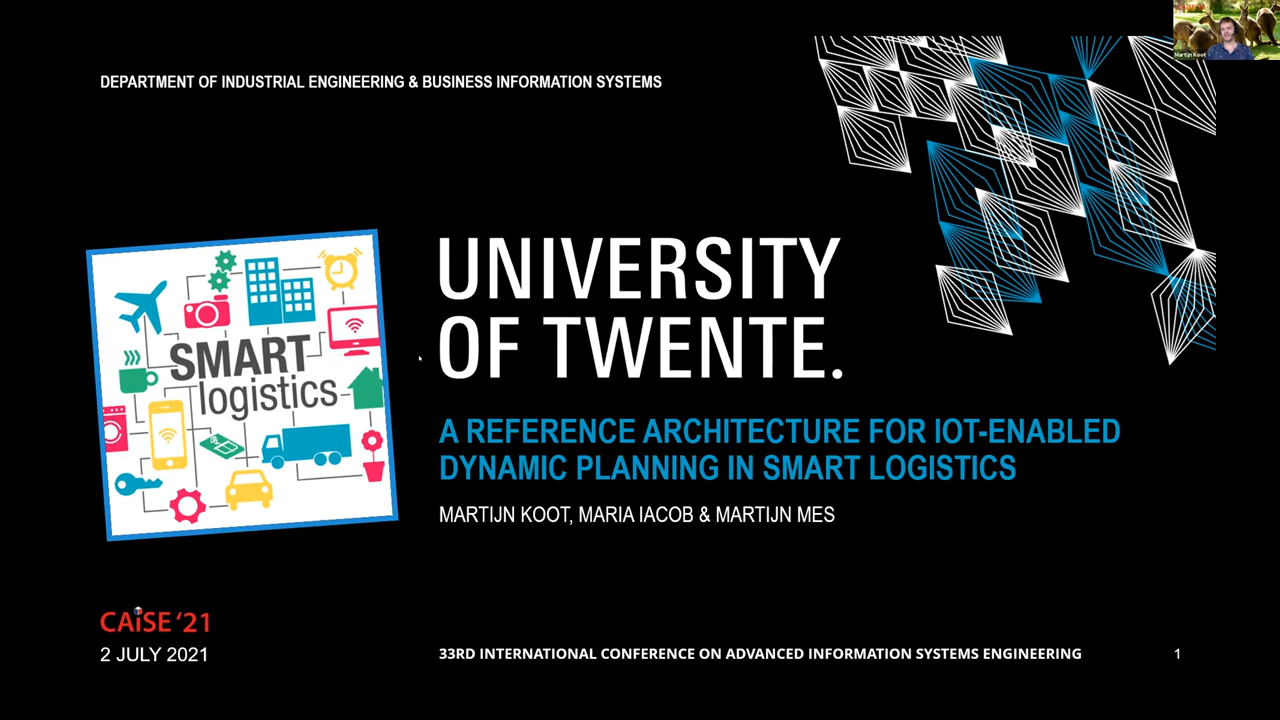 DEPARTMENT OF INDUSTRIAL ENGINEERING & BUSINESS INFORMATION SYSTEMS
Martijn Koot
SMART
logistics
UNIVERSITY
OF TWENTE.
A REFERENCE ARCHITECTURE FOR IOT-ENABLED
DYNAMIC PLANNING IN SMART LOGISTICS
MARTIJN KOOT, MARIA IACOB & MARTIJN MES
CAiSE '21
2 JULY 2021
33RD INTERNATIONAL CONFERENCE ON ADVANCED INFORMATION SYSTEMS ENGINEERING
1